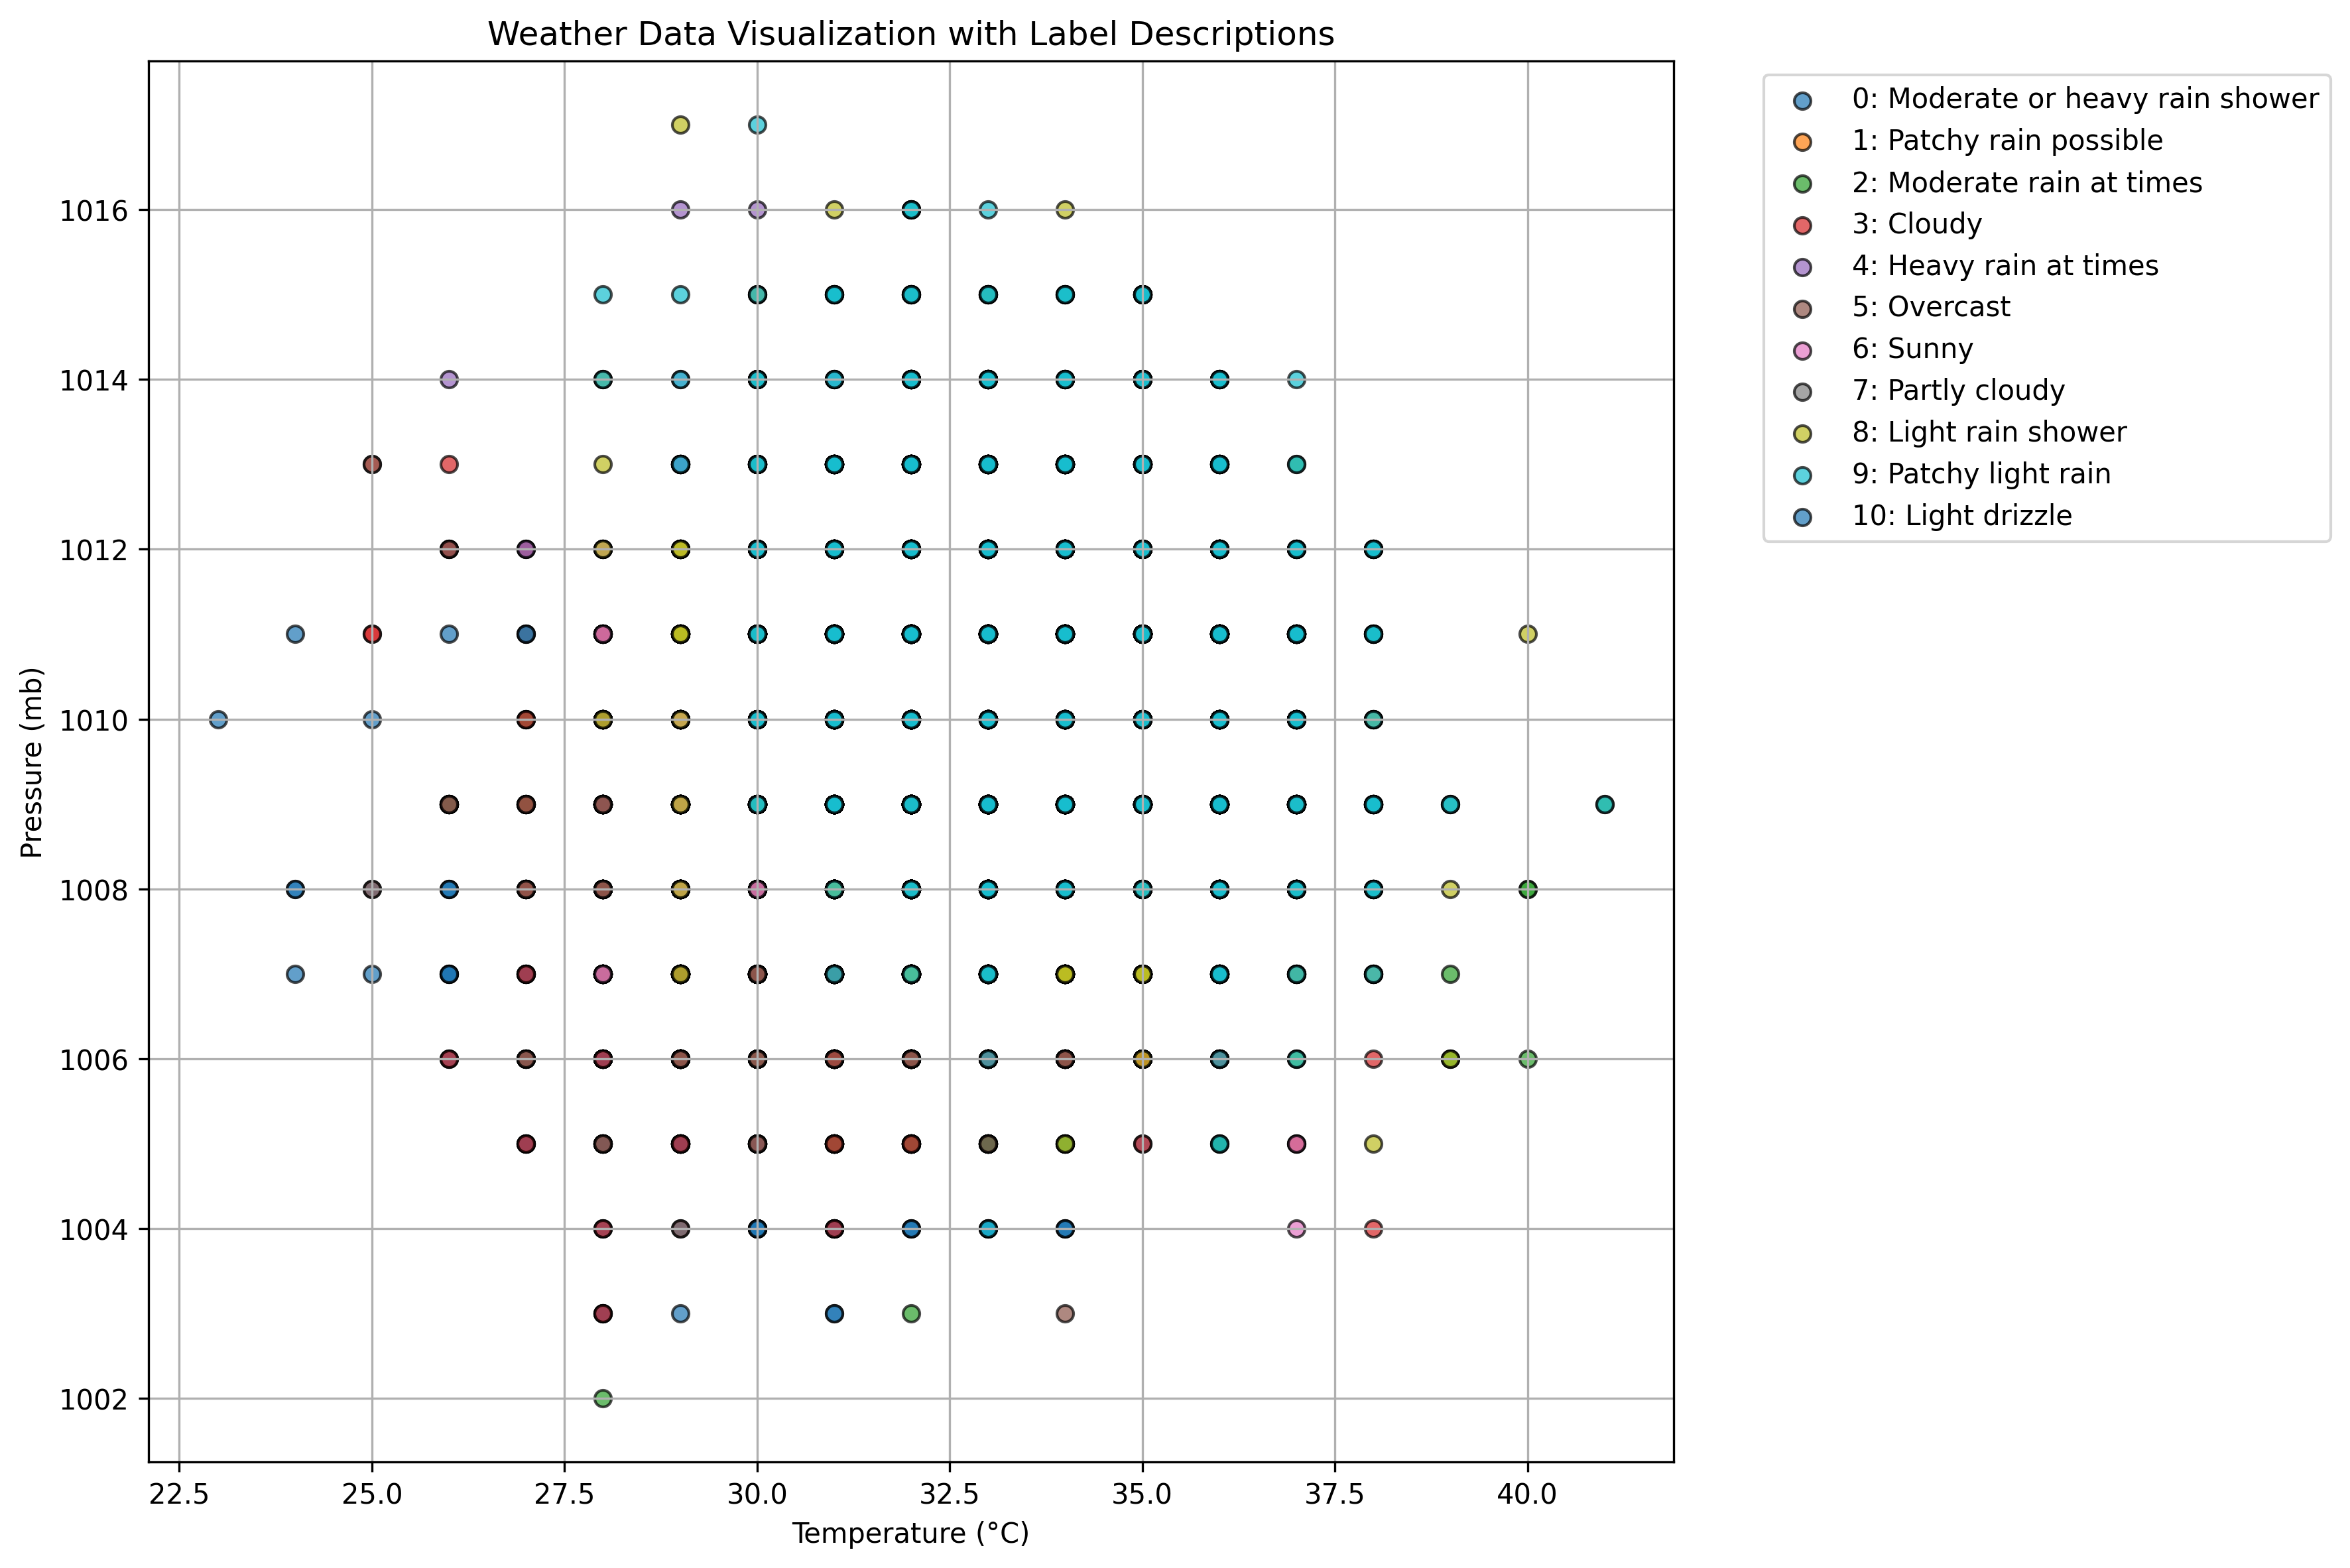 Weather Data Visualization with Label Descriptions
0: Moderate or heavy rain shower
1: Patchy rain possible
2: Moderate rain at times
3: Cloudy
4: Heavy rain at times
5: Overcast
6: Sunny
7: Partly cloudy
8: Light rain shower
9: Patchy light rain
10: Light drizzle
Pressure (mb)
1016
1014
1012
1010
1008
1006
1004
1002
22.5 25.0 27.5 30.0 32.5 35.0 37.5 40.0
Temperature (°C)